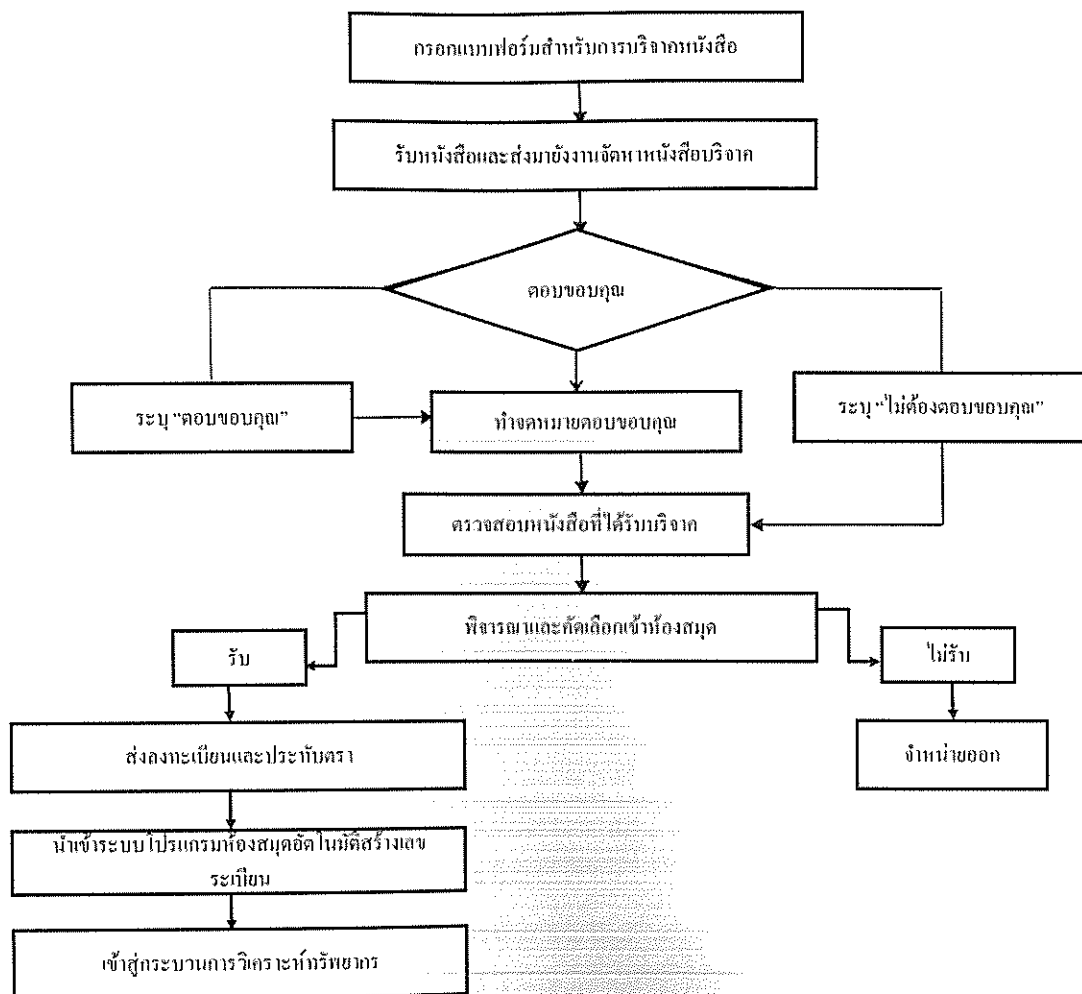 กรอกแบบฟอร์มสำหรับการบริจาคหนังสือ
รับหนังสือและส่งมายังงานจัดหาหนังสือบริจาค
ตอบขอบคุณ
ระบุ “ตอบขอบคุณ”
ทำจดหมายตอบขอบคุณ
ระบุ “ไม่ต้องตอบขอบคุณ”
ตรวจสอบหนังสือที่ได้รับบริจาค
พิจารณาและคัดเลือกเข้าห้องสมุด
รับ
ไม่รับ
ส่งลงทะเบียนและประทับตรา
จำหน่ายออก
นำเข้าระบบโปรแกรมห้องสมุดอัตโนมัติสร้างเลข
ระเบียน
เข้าสู่กระบวนการวิเคราะห์ทรัพยากร